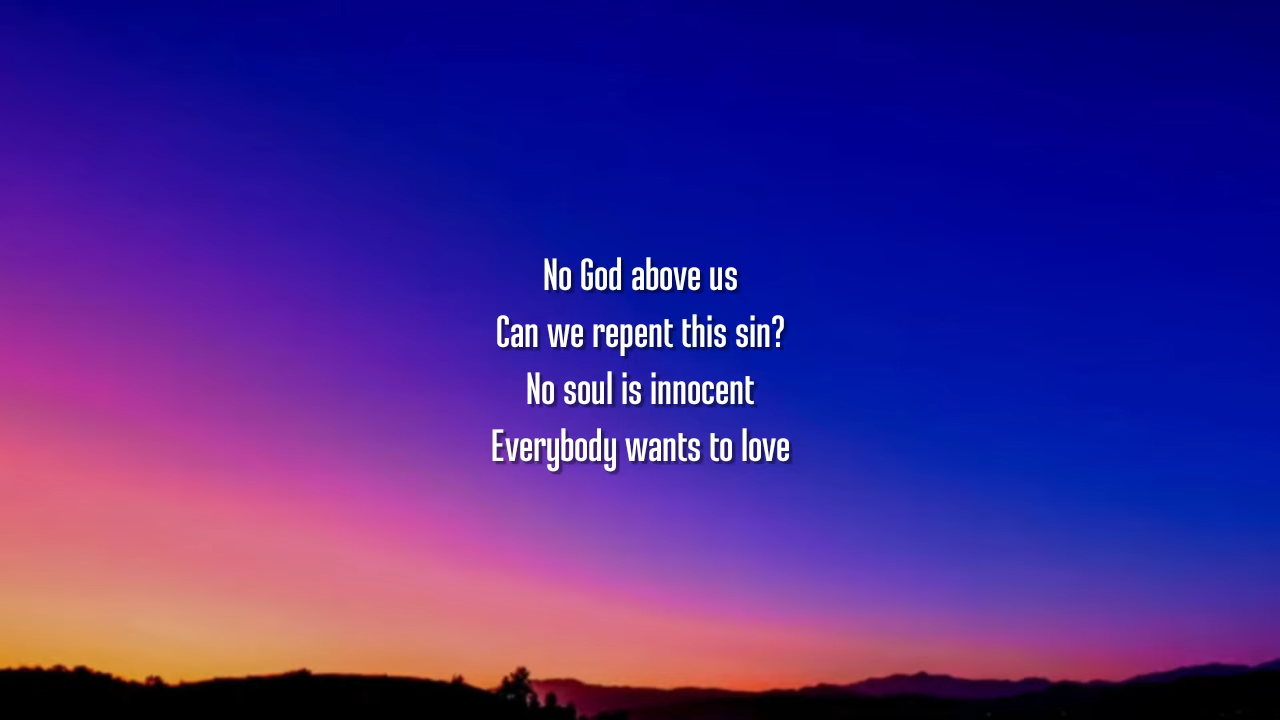 No God above us
Can we repent this sin?
No soul is innocent
Everybody wants to love